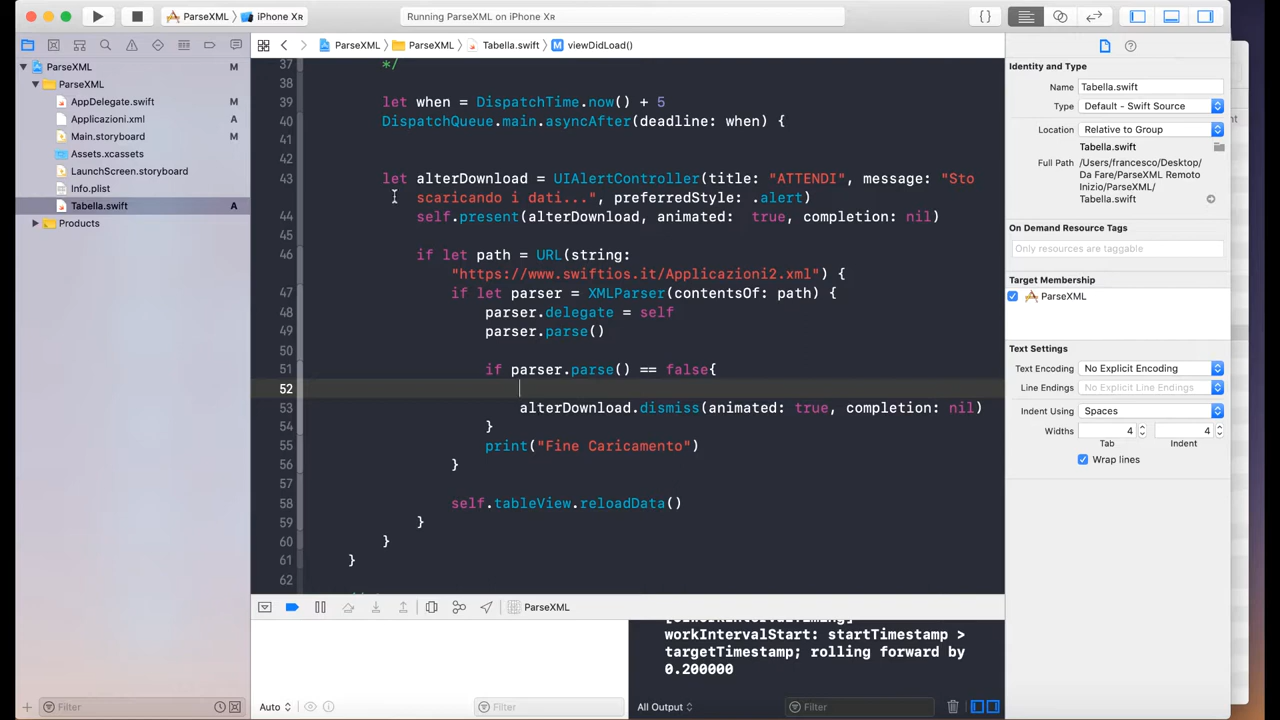 ParseXML
iPhone XR
Running ParseXML on iPhone XR
{ }
ParseXML
ParseXML
Tabella.swift
M viewDidLoad()
ParseXML M
ParseXML
AppDelegate.swift M
Applicazioni.xml
Main.storyboard M
Assets.xcassets
LaunchScreen.storyboard
Info.plist
Tabella.swift A
Products
Filter
37 */
38
39 let when = DispatchTime.now() + 5
40 DispatchQueue.main.asyncAfter(deadline: when) {
41
42
43 let alterDownload = UIAlertController(title: "ATTENDI", message: "Sto
scaricando i dati...", preferredStyle: .alert)
44 self.present(alterDownload, animated: true, completion: nil)
45
46 if let path = URL(string:
"https://www.swiftios.it/Applicazioni2.xml") {
47 if let parser = XMLParser(contentsOf: path) {
48 parser.delegate = self
49 parser.parse()
50
51 if parser.parse() == false{
52
53 alterDownload.dismiss(animated: true, completion: nil)
54 }
55 print("Fine Caricamento")
56 }
57
58 self.tableView.reloadData()
59 }
60 }
61 }
62
ParseXML
workIntervalStart: startTimestamp >
targetTimestamp; rolling forward by
0.200000
Auto
Filter
All Output
Filter
Identity and Type
Name Tabella.swift
Type Default - Swift Source
Location Relative to Group
Tabella.swift
Full Path /Users/francesco/Desktop/
Da Fare/ParseXML Remoto
Inizio/ParseXML/
Tabella.swift
On Demand Resource Tags
Only resources are taggable
Target Membership
ParseXML
Text Settings
Text Encoding No Explicit Encoding
Line Endings No Explicit Line Endings
Indent Using Spaces
Widths 4 4
Tab Indent
Wrap lines